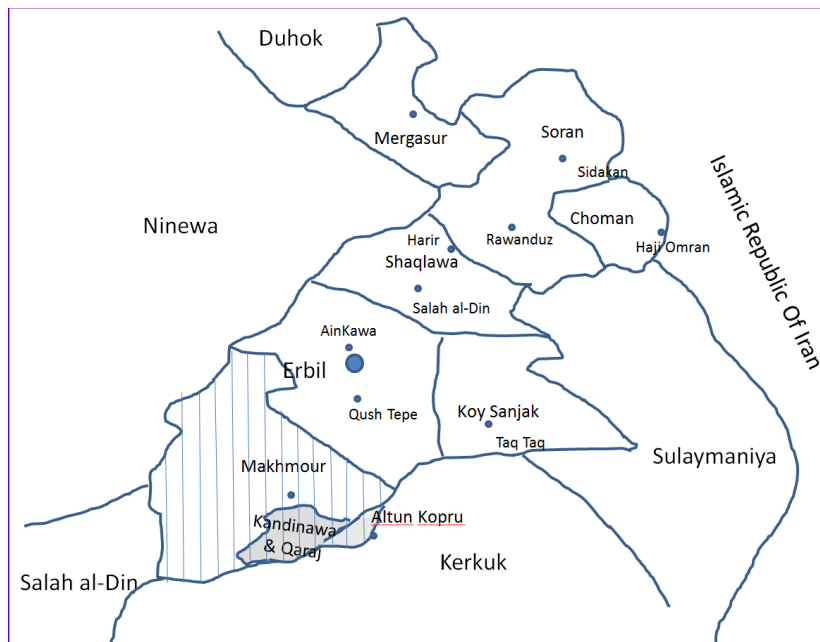 Duhok
Soran
Mergasur
Sidakan
Islamic Republic Of Iran
Choman
Ninewa
Harir
Rawanduz
Haji Omran
Shaqlawa
Salah al-Din
AinKawa
Erbil
Qush Tepe
Koy Sanjak
Taq Taq
Sulaymaniya
Makhmour
Altun Kopru
Kandinawa
& Qaraj
Kerkuk
Salah al-Din